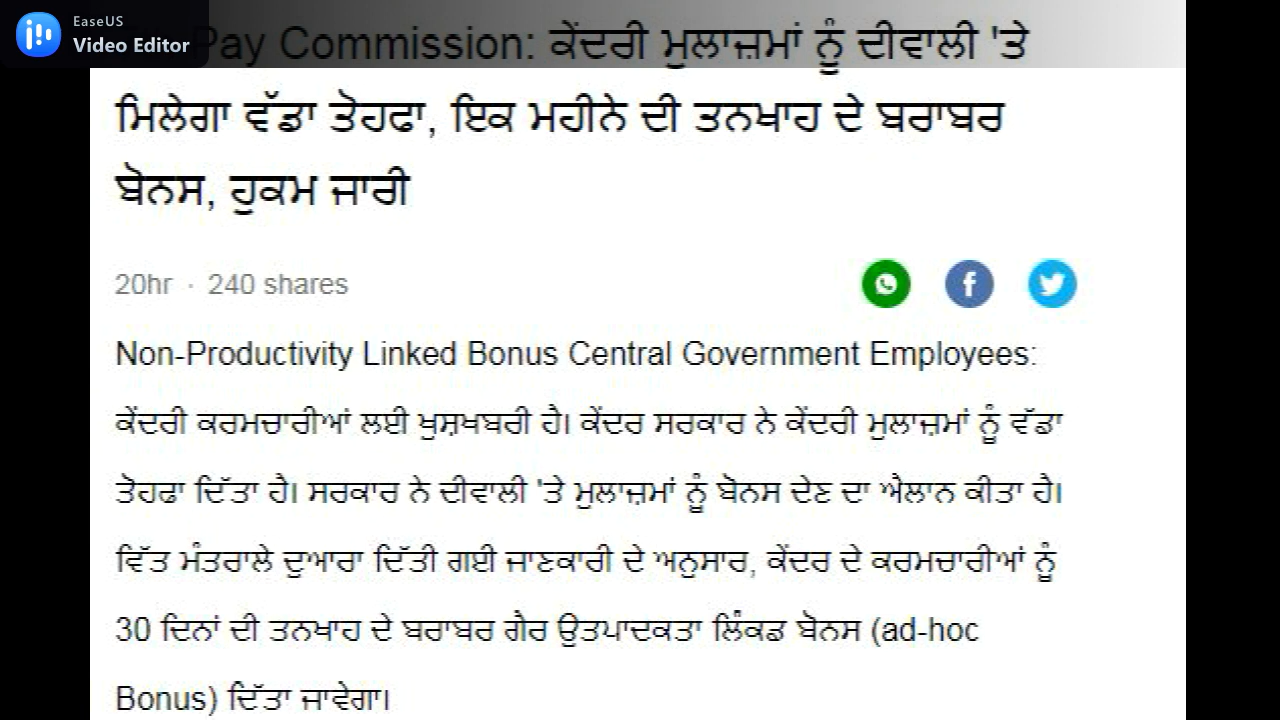 EaseUS
Video Editor
Pay Commission: ਕੇਂਦਰੀ ਮੁਲਾਜ਼ਮਾਂ ਨੂੰ ਦੀਵਾਲੀ 'ਤੇ
ਮਿਲੇਗਾ ਵੱਡਾ ਤੋਹਫਾ, ਇਕ ਮਹੀਨੇ ਦੀ ਤਨਖਾਹ ਦੇ ਬਰਾਬਰ
ਬੋਨਸ, ਹੁਕਮ ਜਾਰੀ
20hr · 240 shares
Non-Productivity Linked Bonus Central Government Employees:
ਕੇਂਦਰੀ ਕਰਮਚਾਰੀਆਂ ਲਈ ਖੁਸ਼ਖਬਰੀ ਹੈ। ਕੇਂਦਰ ਸਰਕਾਰ ਨੇ ਕੇਂਦਰੀ ਮੁਲਾਜ਼ਮਾਂ ਨੂੰ ਵੱਡਾ
ਤੋਹਫਾ ਦਿੱਤਾ ਹੈ। ਸਰਕਾਰ ਨੇ ਦੀਵਾਲੀ 'ਤੇ ਮੁਲਾਜ਼ਮਾਂ ਨੂੰ ਬੋਨਸ ਦੇਣ ਦਾ ਐਲਾਨ ਕੀਤਾ ਹੈ।
ਵਿੱਤ ਮੰਤਰਾਲੇ ਦੁਆਰਾ ਦਿੱਤੀ ਗਈ ਜਾਣਕਾਰੀ ਦੇ ਅਨੁਸਾਰ, ਕੇਂਦਰ ਦੇ ਕਰਮਚਾਰੀਆਂ ਨੂੰ
30 ਦਿਨਾਂ ਦੀ ਤਨਖਾਹ ਦੇ ਬਰਾਬਰ ਗੈਰ ਉਤਪਾਦਕਤਾ ਲਿੰਕਡ ਬੋਨਸ (ad-hoc
Bonus) ਦਿੱਤਾ ਜਾਵੇਗਾ।